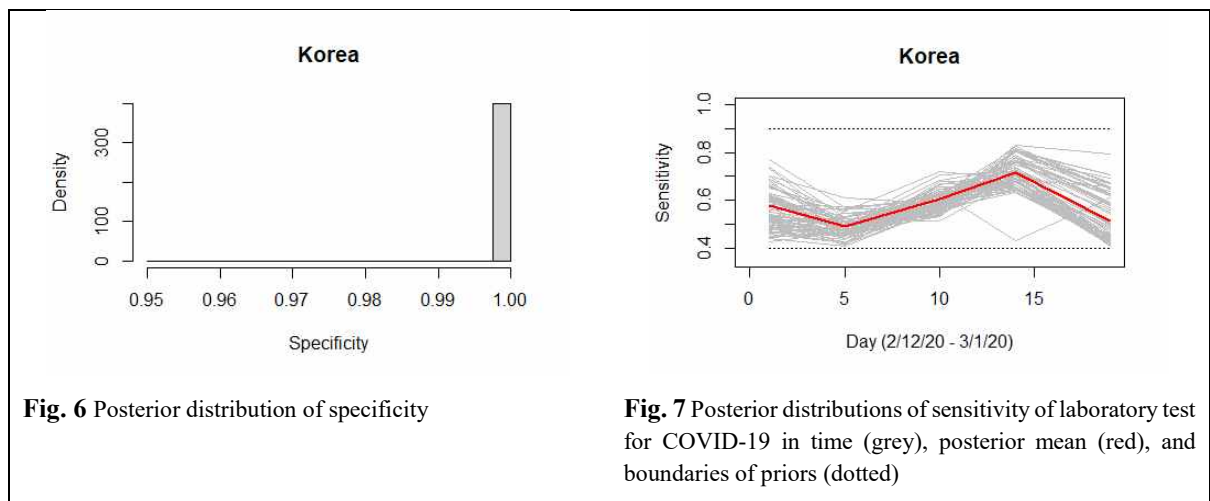 Korea
300
100
0
Density
0.95 0.96 0.97 0.98 0.99 1.00
Specificity
Fig. 6 Posterior distribution of specificity
Korea
1.0
0.8
0.6
0.4
Sensitivity
0 5 10 15
Day (2/12/20 - 3/1/20)
Fig. 7 Posterior distributions of sensitivity of laboratory test
for COVID-19 in time (grey), posterior mean (red), and
boundaries of priors (dotted)